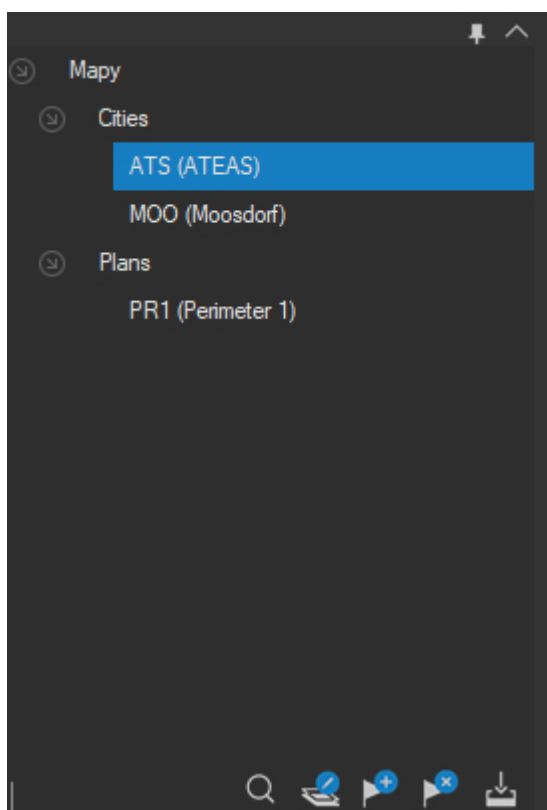 Mapy
Cities
ATS (ATEAS)
MOO (Moosdorf)
Plans
PR1 (Perimeter 1)